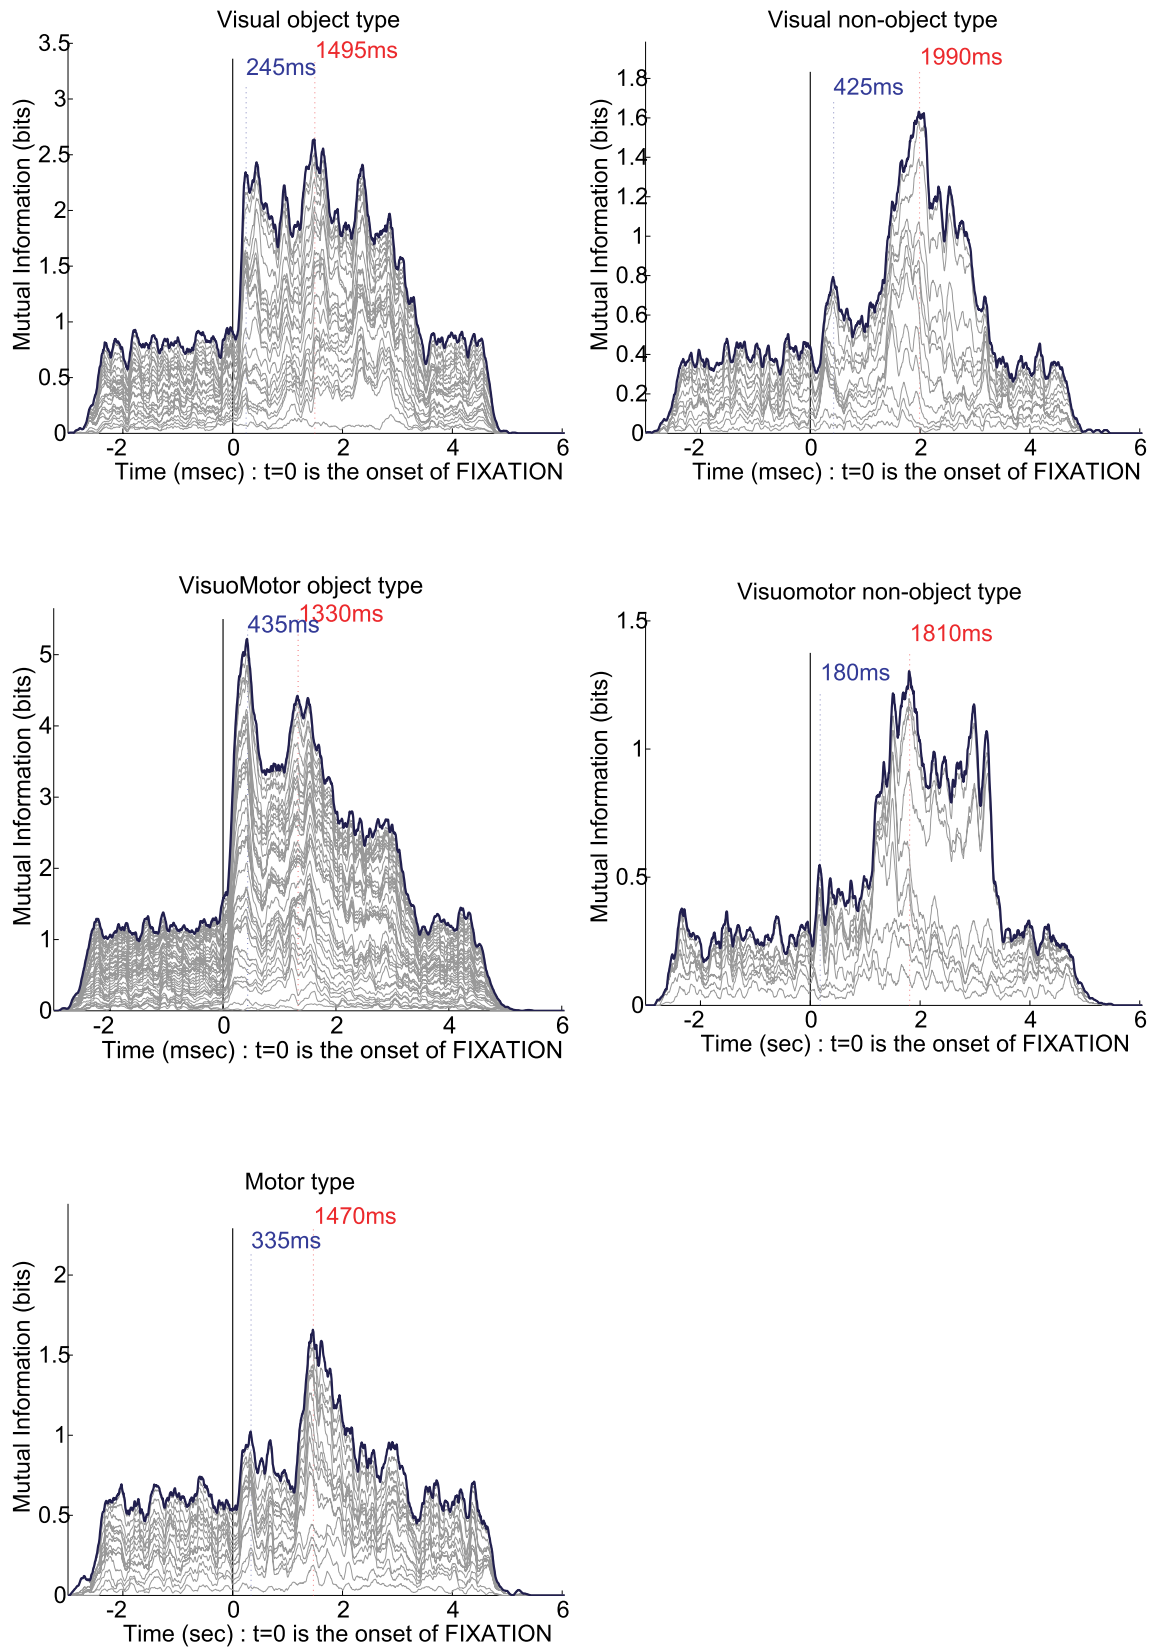 Visual object type
1495ms
245ms
3.5
3
2.5
2
1.5
1
0.5
0
Mutual Information (bits)
-2 0 2 4 6
Time (msec) : t=0 is the onset of FIXATION
Visual non-object type
1990ms
425ms
1.8
1.6
1.4
1.2
1
0.8
0.6
0.4
0.2
0
Mutual Information (bits)
-2 0 2 4 6
Time (msec) : t=0 is the onset of FIXATION
VisuoMotor object type
1330ms
435ms
5
4
3
2
1
0
Mutual Information (bits)
-2 0 2 4 6
Time (msec) : t=0 is the onset of FIXATION
Visuomotor non-object type
1810ms
180ms
1.5
1
0.5
0
Mutual Information (bits)
-2 0 2 4 6
Time (sec) : t=0 is the onset of FIXATION
Motor type
1470ms
335ms
2
1.5
1
0.5
0
Mutual Information (bits)
-2 0 2 4 6
Time (sec) : t=0 is the onset of FIXATION